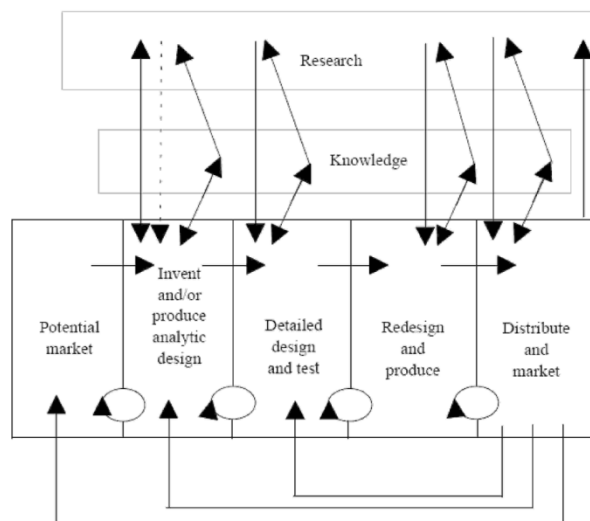 Research
Knowledge
Potential
market
Invent
and/or
produce
analytic
design
Detailed
design
and test
Redesign
and
produce
Distribute
and
market